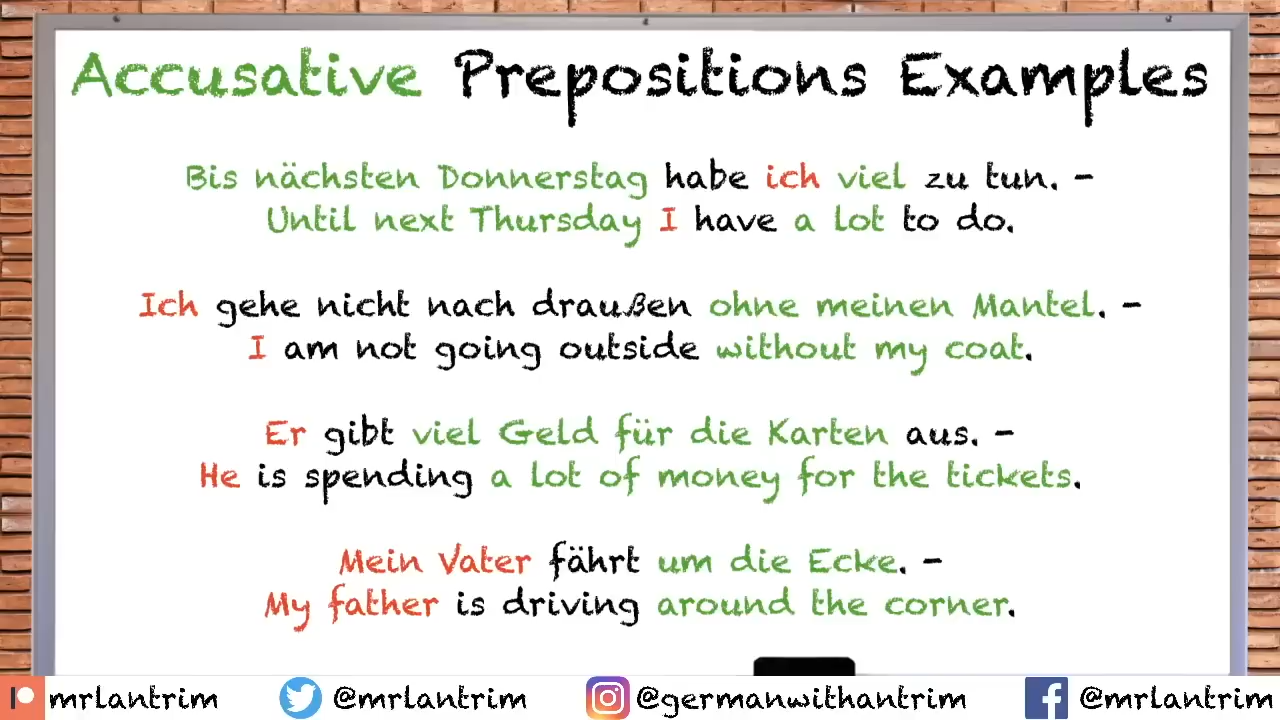 Accusative Prepositions Examples
Bis nächsten Donnerstag habe ich viel zu tun. -
Until next Thursday I have a lot to do.
Ich gehe nicht nach draußen ohne meinen Mantel. -
I am not going outside without my coat.
Er gibt viel Geld für die Karten aus. -
He is spending a lot of money for the tickets.
Mein Vater fährt um die Ecke. -
My father is driving around the corner.
mrlantrim @mrlantrim @germanwithantrim @mrlantrim